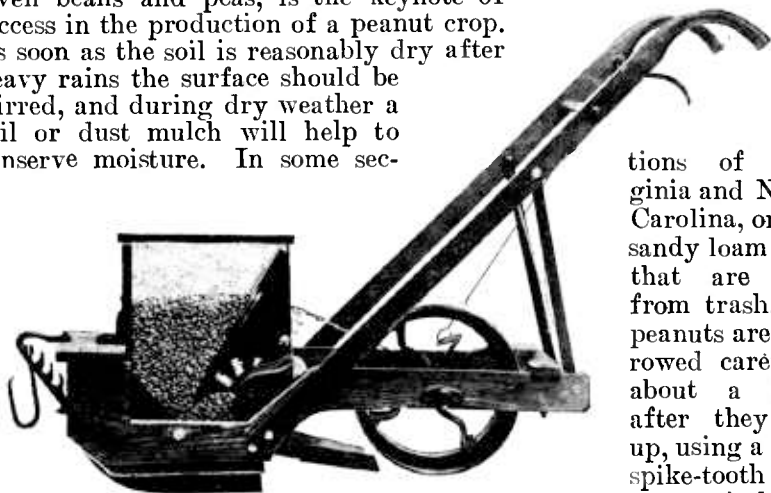 beans and peas, is the keynote of
ccess in the production of a peanut crop.
s soon as the soil is reasonably dry after
eavy rains the surface should be
irred, and during dry weather a
il or dust mulch will help to
nserve moisture. In some sec-
tions of
ginia and N
Carolina, or
sandy loam
that are
from trash
peanuts are
rowed care
about a
after they
up, using a
spike-tooth